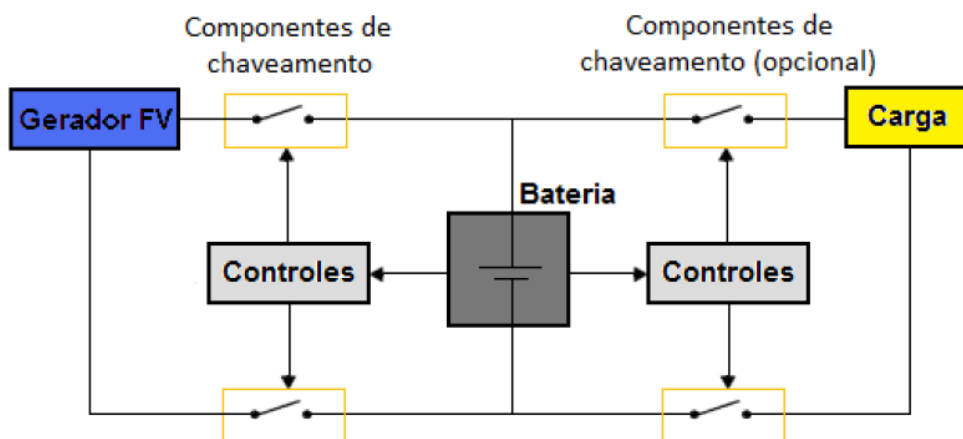 Componentes de
chaveamento
Componentes de
chaveamento (opcional)
Gerador FV
Carga
Bateria
Controles
Controles